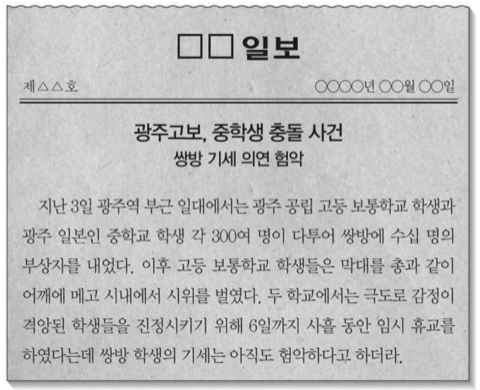 □□ 일보
제△△호 ○○○○년 ○○월 ○○일
광주고보, 중학생 충돌 사건
쌍방 기세 의연 험악
지난 3일 광주역 부근 일대에서는 광주 공립 고등 보통학교 학생과
광주 일본인 중학교 학생 각 300여 명이 다투어 쌍방에 수십 명의
부상자를 내었다. 이후 고등 보통학교 학생들은 막대를 총과 같이
어깨에 메고 시내에서 시위를 벌였다. 두 학교에서는 극도로 감정이
격앙된 학생들을 진정시키기 위해 6일까지 사흘 동안 임시 휴교를
하였다는데 쌍방 학생의 기세는 아직도 험악하다고 하더라.